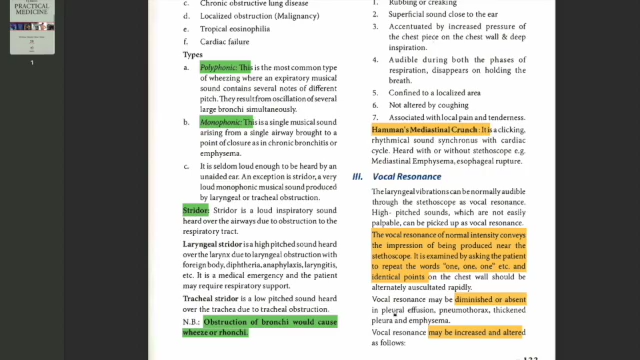 PRACTICAL
MEDICINE
1
c. Chronic obstructive lung disease
d. Localized obstruction (Malignancy)
e. Tropical eosinophilia
f. Cardiac failure
Types
a. Polyphonic: This is the most common type
of wheezing where an expiratory musical
sound contains several notes of different
pitch. They result from oscillation of several
large bronchi simultaneously.
b. Monophonic: This is a single musical sound
arising from a single airway brought to a
point of closure as in chronic bronchitis or
emphysema.
c. It is seldom loud enough to be heard by an
unaided ear. An exception is stridor, a very
loud monophonic musical sound produced
by laryngeal or tracheal obstruction.
Stridor: Stridor is a loud inspiratory sound
heard over the airways due to obstruction to the
respiratory tract.
Laryngeal stridor is a high pitched sound heard
over the larynx due to laryngeal obstruction with
foreign body, diphtheria, anaphylaxis, laryngitis,
etc. It is a medical emergency and the patient
may require respiratory support.
Tracheal stridor is a low pitched sound heard
over the trachea due to tracheal obstruction.
N.B.: Obstruction of bronchi would cause
wheeze or rhonchi.
1. Rubbing or creaking
2. Superficial sound close to the ear
3. Accentuated by increased pressure of
the chest piece on the chest wall & deep
inspiration.
4. Audible during both the phases of
respiration, disappears on holding
the breath.
5. Confined to a localized area
6. Not altered by coughing
7. Associated with local pain and tenderness.
Hamman's Mediastinal Crunch : It is a clicking,
rhythmical sound synchronus with cardiac
cycle. Heard with or without stethoscope e.g.
Mediastinal Emphysema, esophageal rupture.
III. Vocal Resonance
The laryngeal vibrations can be normally audible
through the stethoscope as vocal resonance.
High- pitched sounds, which are not easily
palpable, can be picked up as vocal resonance.
The vocal resonance of normal intensity conveys
the impression of being produced near the
stethoscope. It is examined by asking the patient
to repeat the words "one, one, one" etc. and
identical points on the chest wall should be
alternately auscultated rapidly.
Vocal resonance may be diminished or absent
in pleural effusion, pneumothorax, thickened
pleura and emphysema.
Vocal resonance may be increased and altered
as follows: